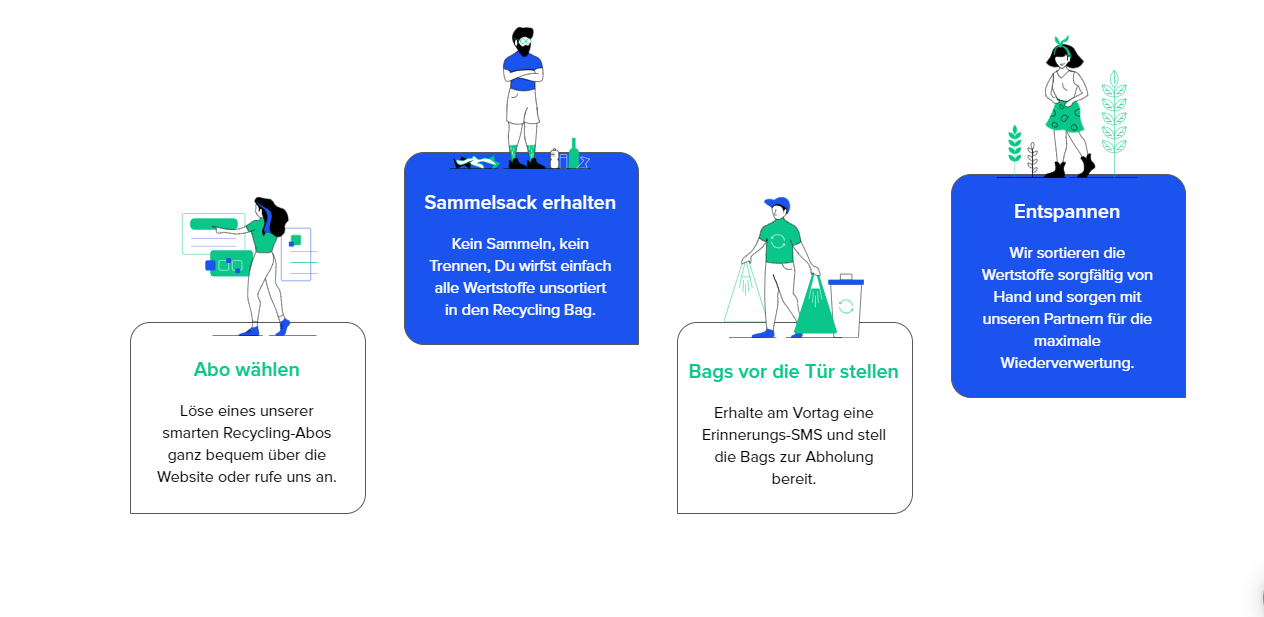 Abo wählen
Löse eines unserer
smarten Recycling-Abos
ganz bequem über die
Website oder rufe uns an.
Sammelsack erhalten
Kein Sammeln, kein
Trennen, Du wirfst einfach
alle Wertstoffe unsortiert
in den Recycling Bag.
Bags vor die Tür stellen
Erhalte am Vortag eine
Erinnerungs-SMS und stell
die Bags zur Abholung
bereit.
Entspannen
Wir sortieren die
Wertstoffe sorgfältig von
Hand und sorgen mit
unseren Partnern für die
maximale
Wiederverwertung.